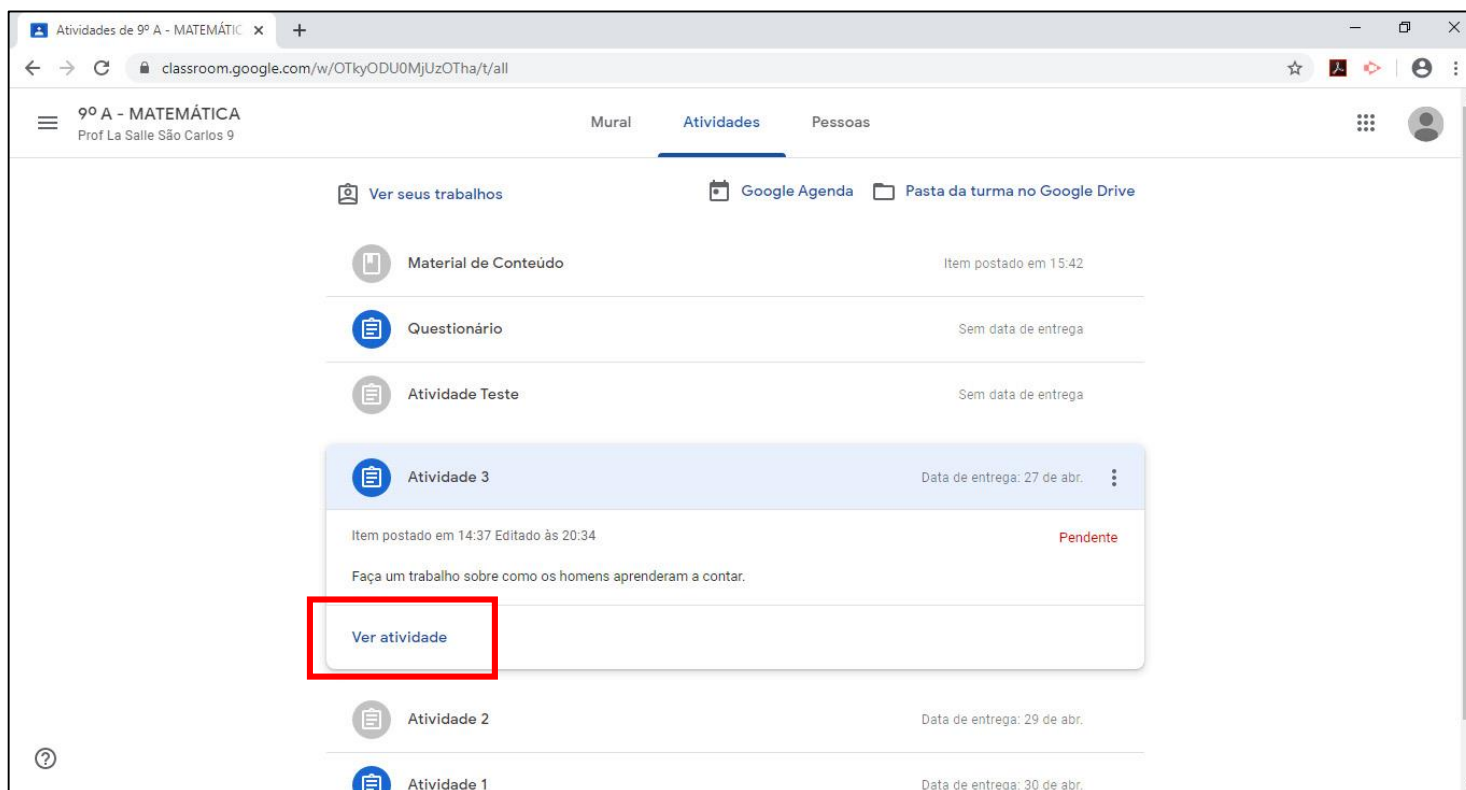 Atividades de 9º A - MATEMÁTIC
classroom.google.com/w/OTkyODU0MjUzOTha/t/all
9º A - MATEMÁTICA
Prof La Salle São Carlos 9
Mural Atividades Pessoas
Ver seus trabalhos Google Agenda Pasta da turma no Google Drive
Material de Conteúdo Item postado em 15:42
Questionário Sem data de entrega
Atividade Teste Sem data de entrega
Atividade 3 Data de entrega: 27 de abr.
Item postado em 14:37 Editado às 20:34 Pendente
Faça um trabalho sobre como os homens aprenderam a contar.
Ver atividade
Atividade 2 Data de entrega: 29 de abr.
Atividade 1 Data de entrega: 30 de abr.